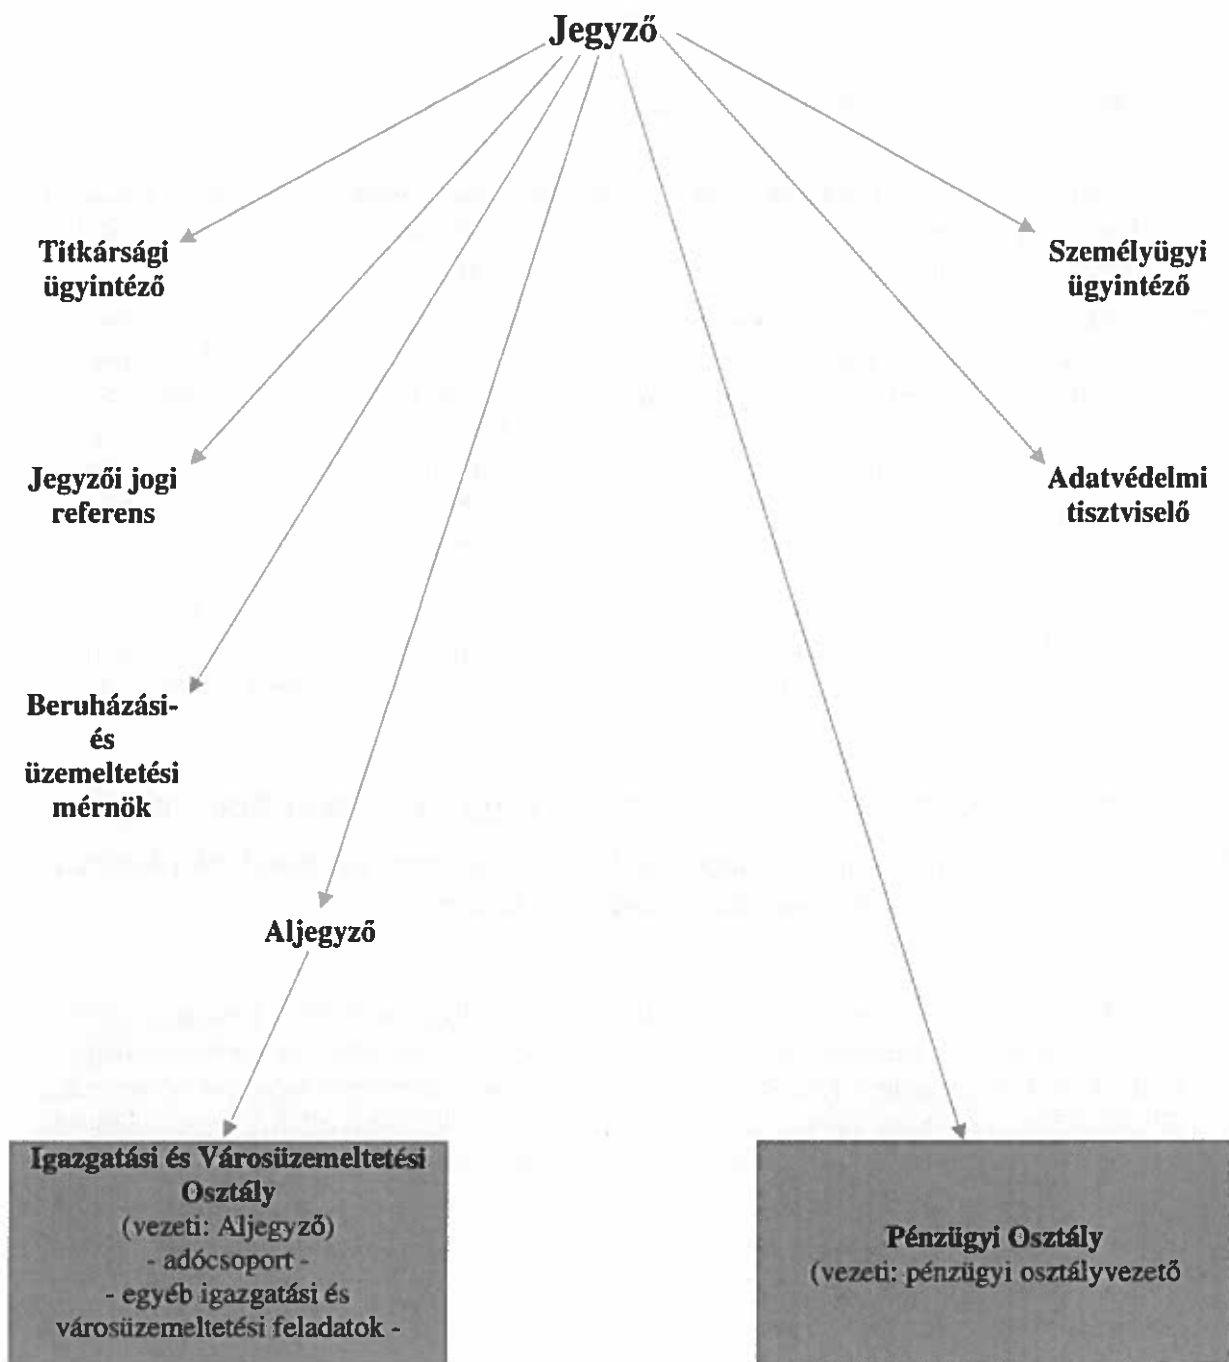 Jegyző
Titkársági
ügyintéző
Személyügyi
ügyintéző
Jegyzői jogi
referens
Adatvédelmi
tisztviselő
Beruházási-
és
üzemeltetési
mérnök
Aljegyző
Igazgatási és Városüzemeltetési
Osztály
(vezeti: Aljegyző)
- adócsoport -
- egyéb igazgatási és
városüzemeltetési feladatok -
Pénzügyi Osztály
(vezeti: pénzügyi osztályvezető